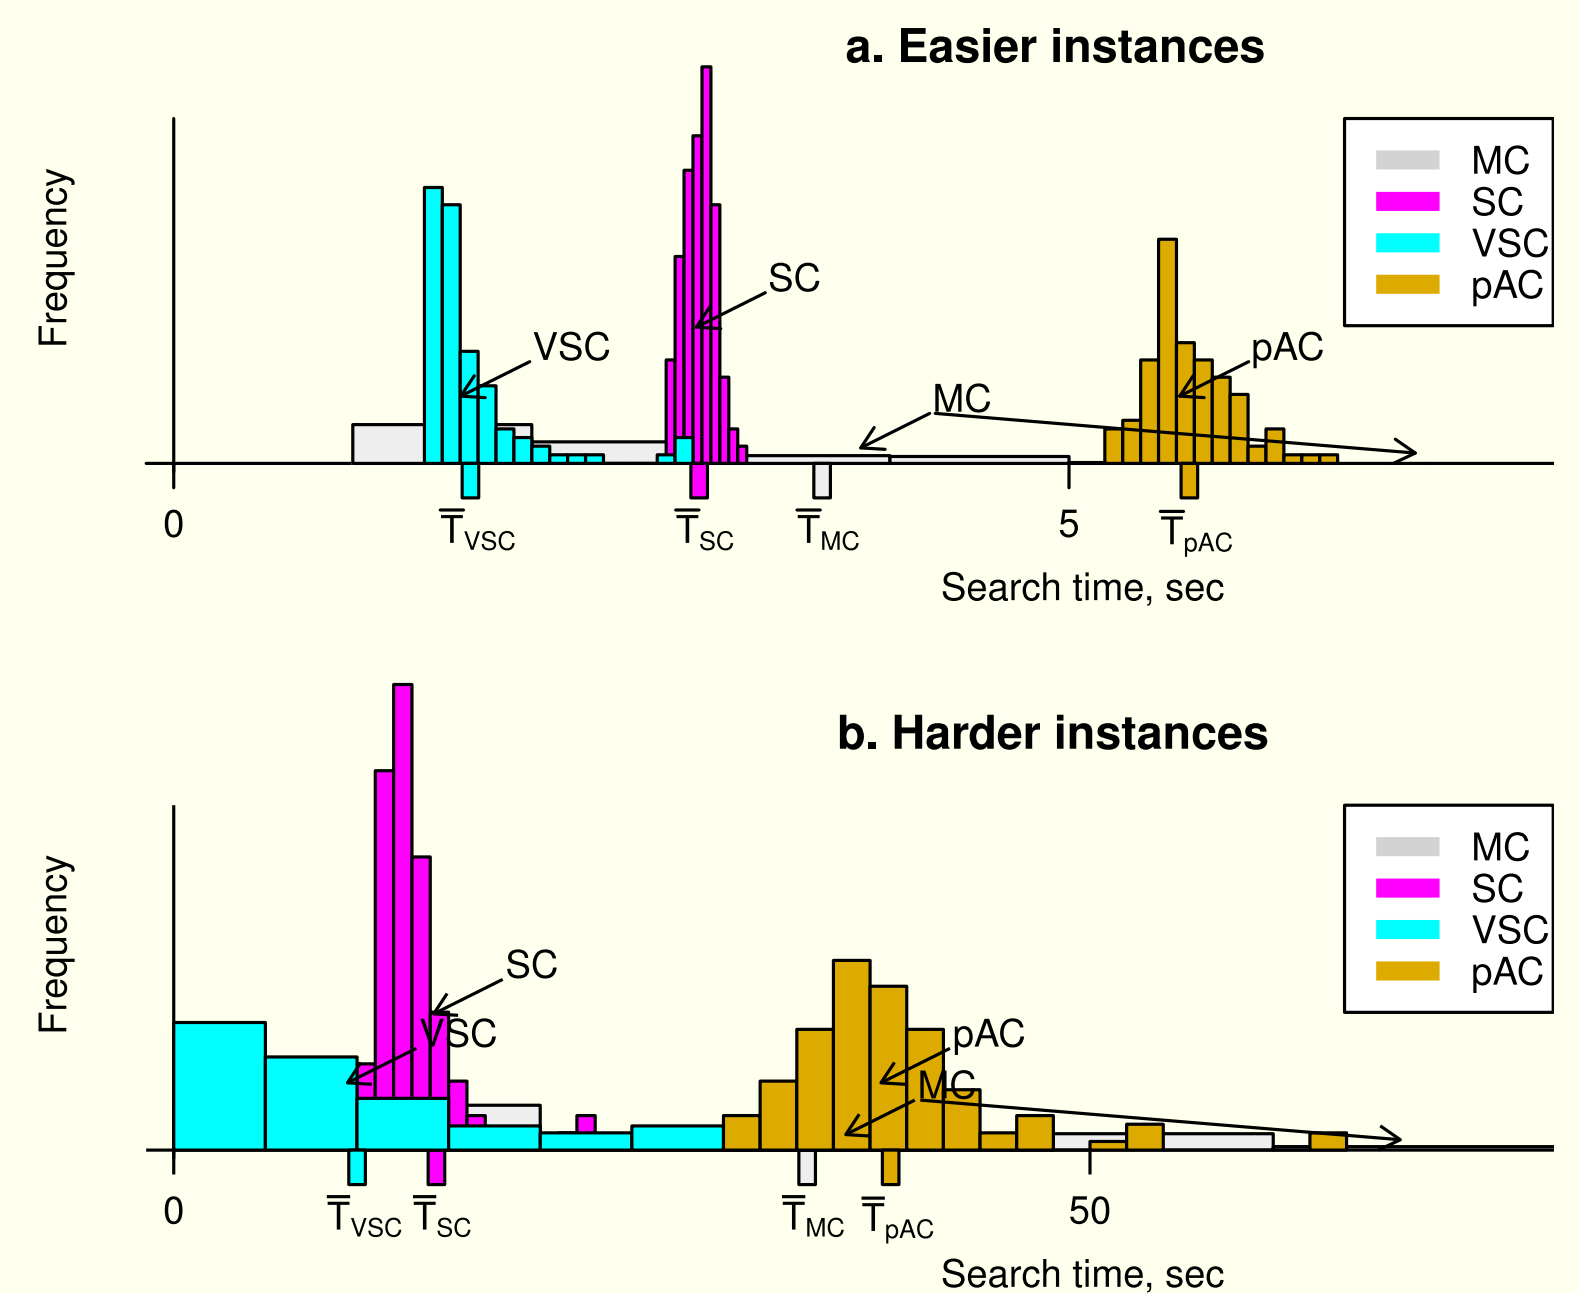 a. Easier instances
Frequency
MC
SC
VSC
pAC
SC
VSC
pAC
MC
0
T̿VSC
T̿SC
T̿MC
5
T̿pAC
Search time, sec
b. Harder instances
Frequency
MC
SC
VSC
pAC
SC
VSC
pAC
MC
0
T̿VSC
T̿SC
T̿MC
T̿pAC
50
Search time, sec